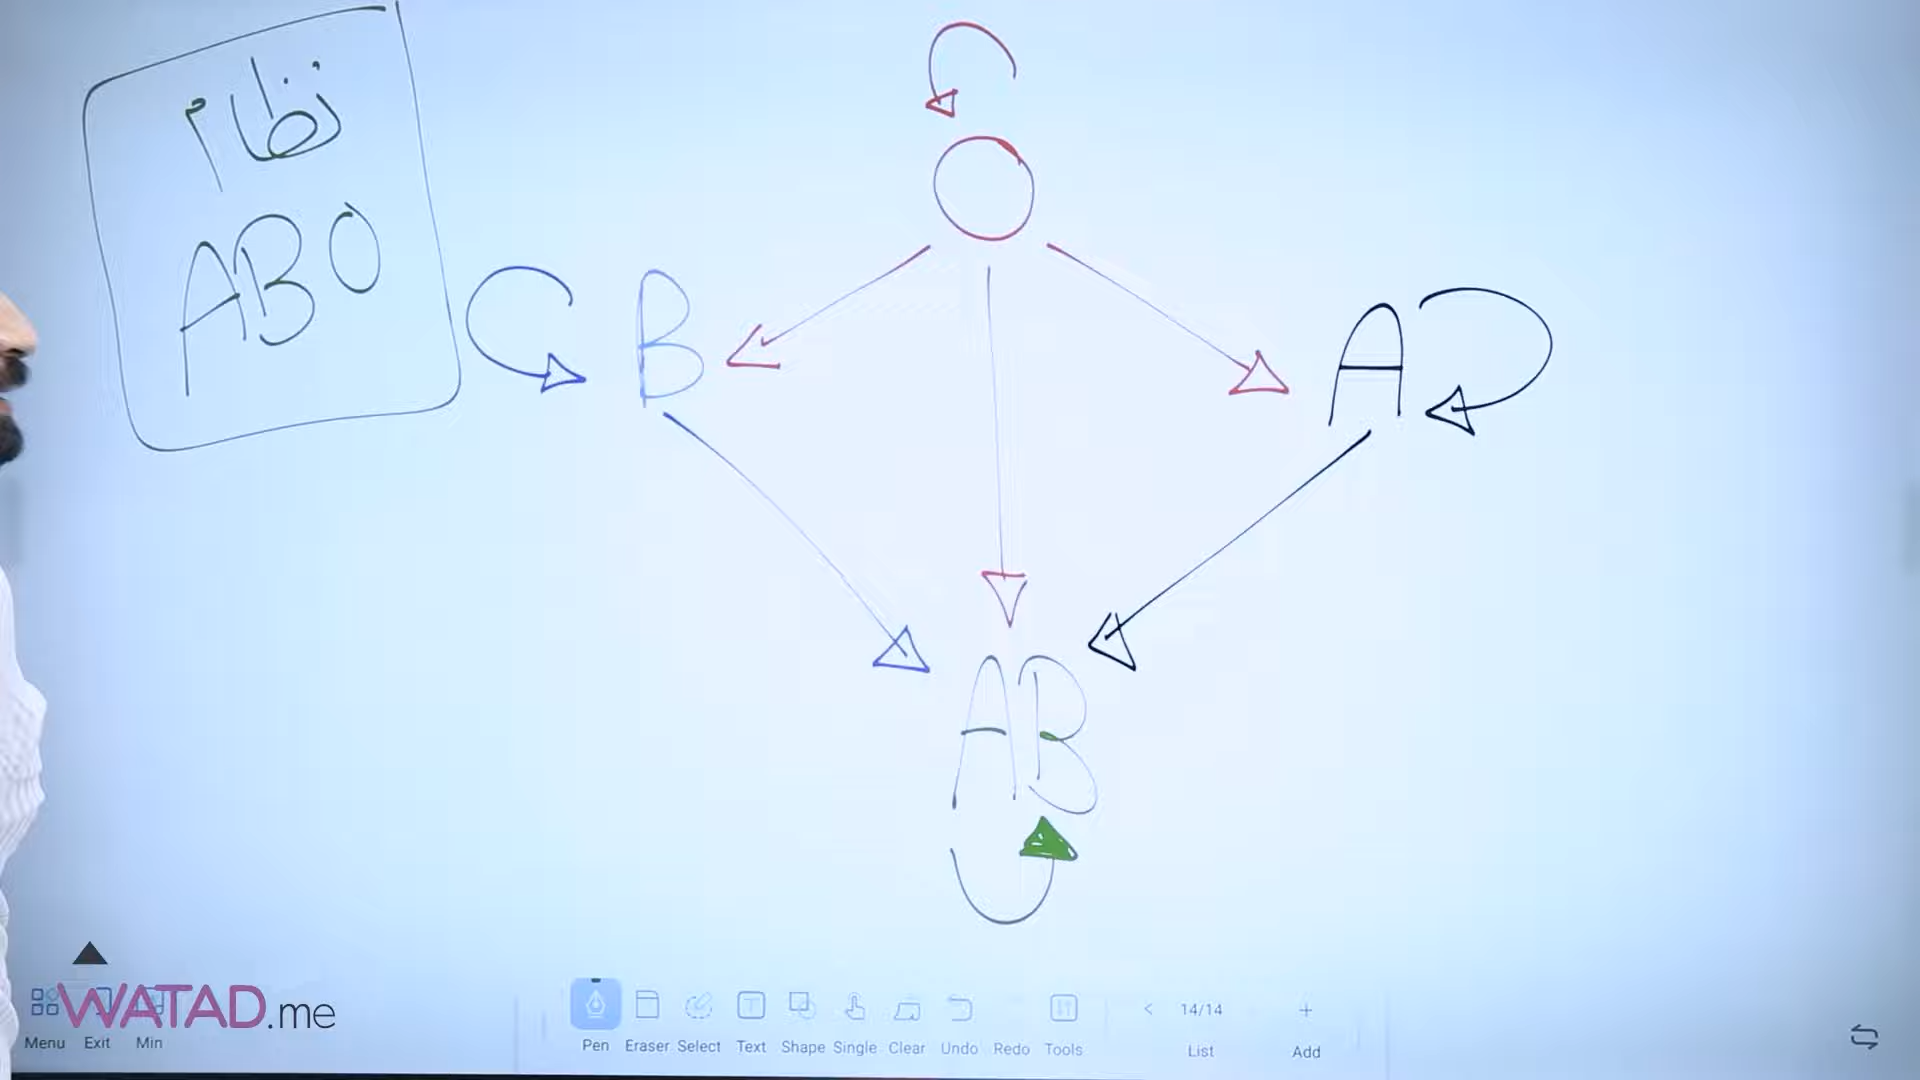 نظام
ABO
O
B
A
AB
WATAD.me
Menu Exit Min
Pen Eraser Select Text Shape Single Clear Undo Redo Tools
< 14/14 +
List Add